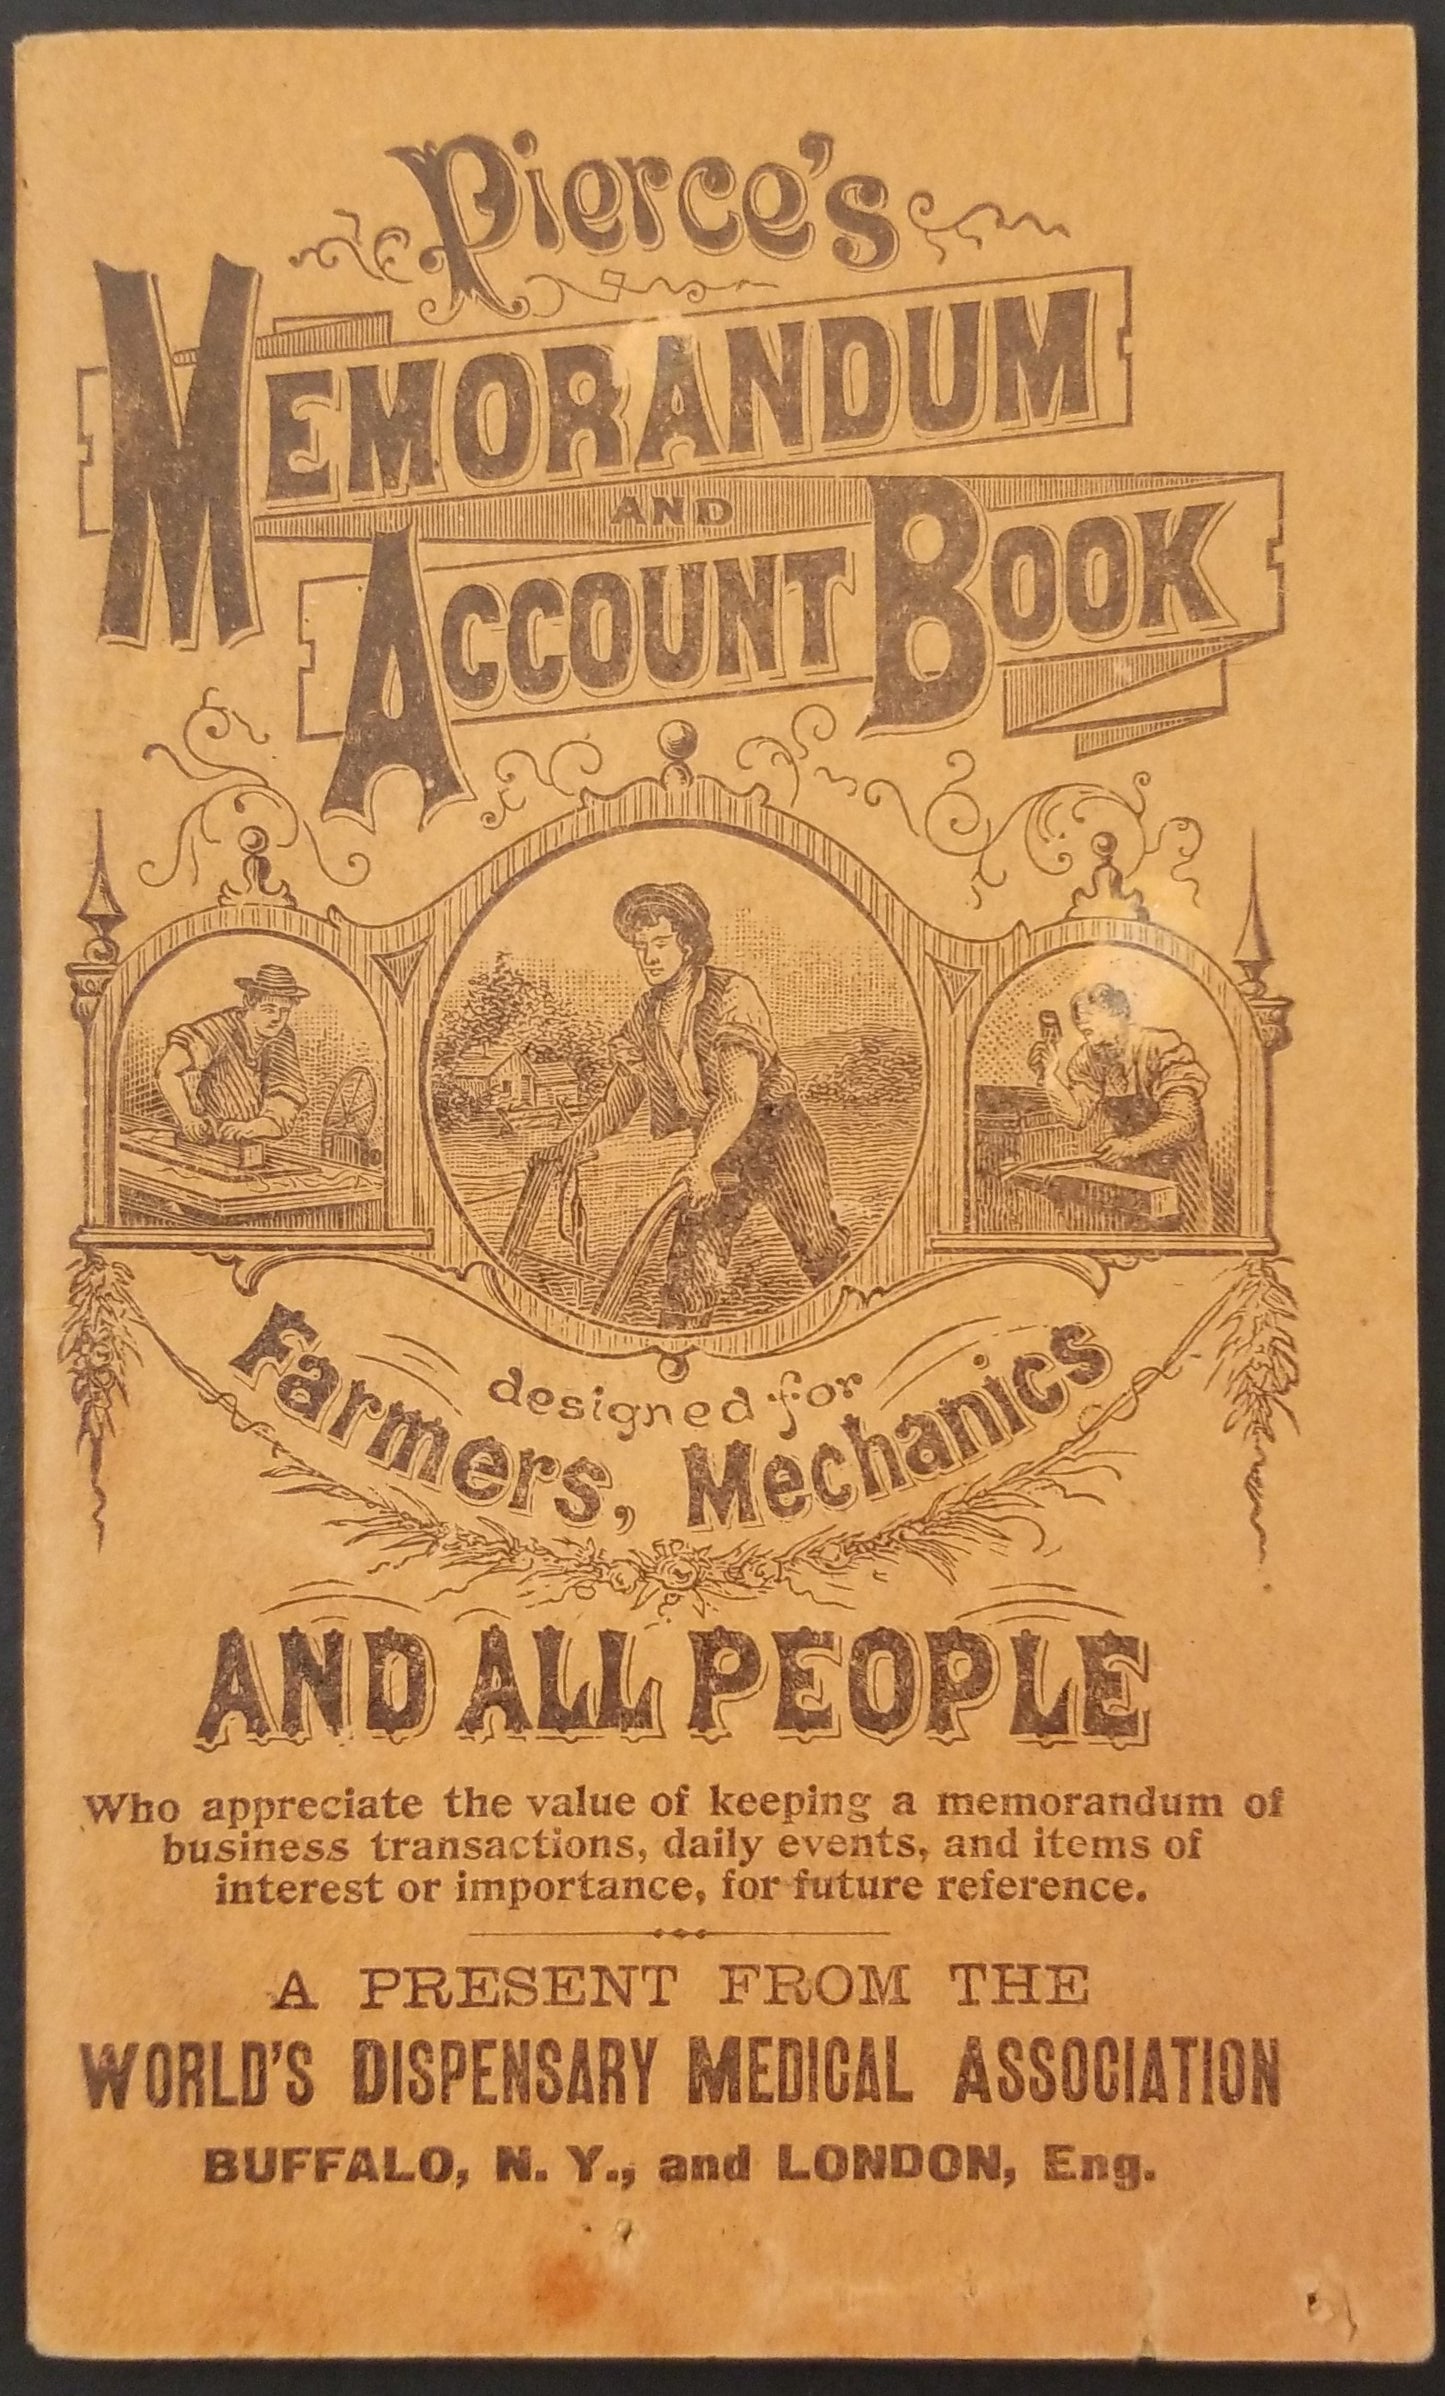 Pierce's
MEMORANDUM
AND
ACCOUNT BOOK
designed for
Farmers, Mechanics
AND ALL PEOPLE
Who appreciate the value of keeping a memorandum of
business transactions, daily events, and items of
interest or importance, for future reference.
A PRESENT FROM THE
WORLD'S DISPENSARY MEDICAL ASSOCIATION
BUFFALO, N. Y., and LONDON, Eng.